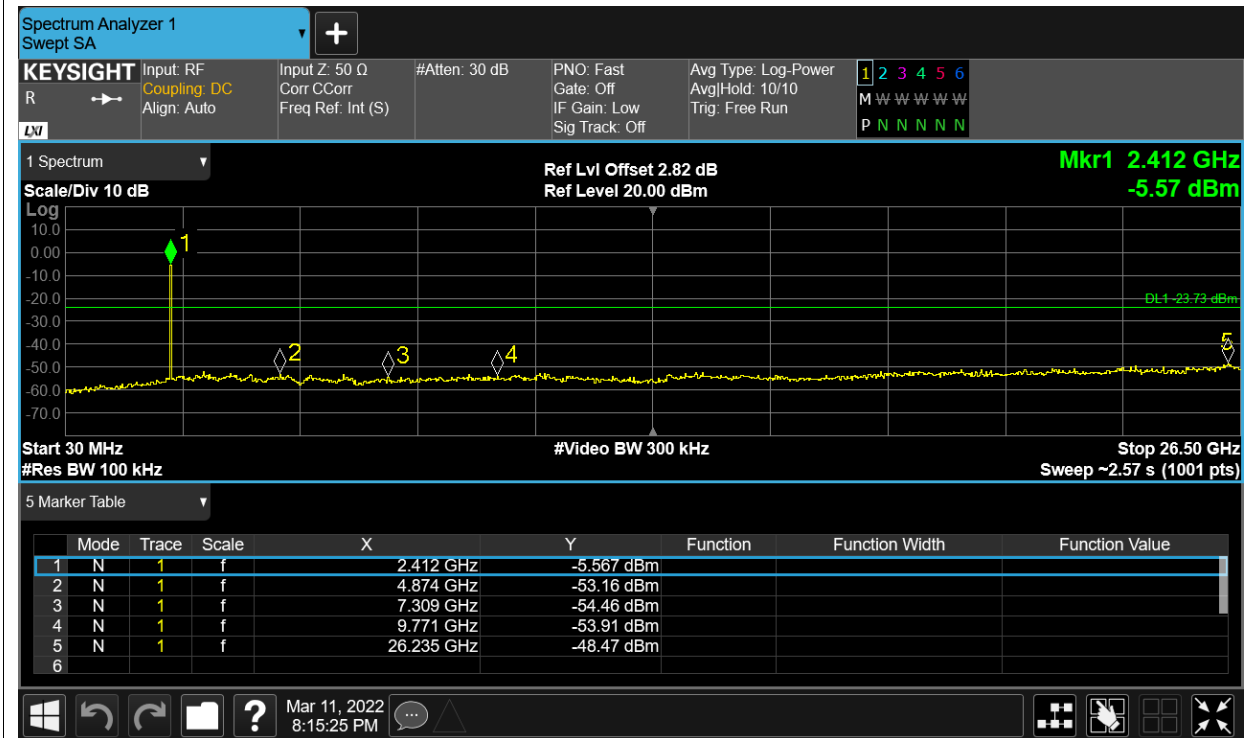 Spectrum Analyzer 1
Swept SA
KEYSIGHT
R
LXI
Input: RF
Coupling: DC
Align: Auto
Input Z: 50 Ω
Corr CCorr
Freq Ref: Int (S)
#Atten: 30 dB
PNO: Fast
Gate: Off
IF Gain: Low
Sig Track: Off
Avg Type: Log-Power
Avg|Hold: 10/10
Trig: Free Run
1 2 3 4 5 6
M W W W W W
P N N N N N
1 Spectrum
Scale/Div 10 dB
Ref Lvl Offset 2.82 dB
Ref Level 20.00 dBm
Mkr1 2.412 GHz
-5.57 dBm
Log
10.0
0.00
-10.0
-20.0
-30.0
-40.0
-50.0
-60.0
-70.0
1
2
3
4
5
DL1 -23.73 dBm
Start 30 MHz
#Video BW 300 kHz
Stop 26.50 GHz
#Res BW 100 kHz
Sweep ~2.57 s (1001 pts)
5 Marker Table
Mode Trace Scale X Y Function Function Width Function Value
1 N 1 f 2.412 GHz -5.567 dBm
2 N 1 f 4.874 GHz -53.16 dBm
3 N 1 f 7.309 GHz -54.46 dBm
4 N 1 f 9.771 GHz -53.91 dBm
5 N 1 f 26.235 GHz -48.47 dBm
6
?
Mar 11, 2022
8:15:25 PM